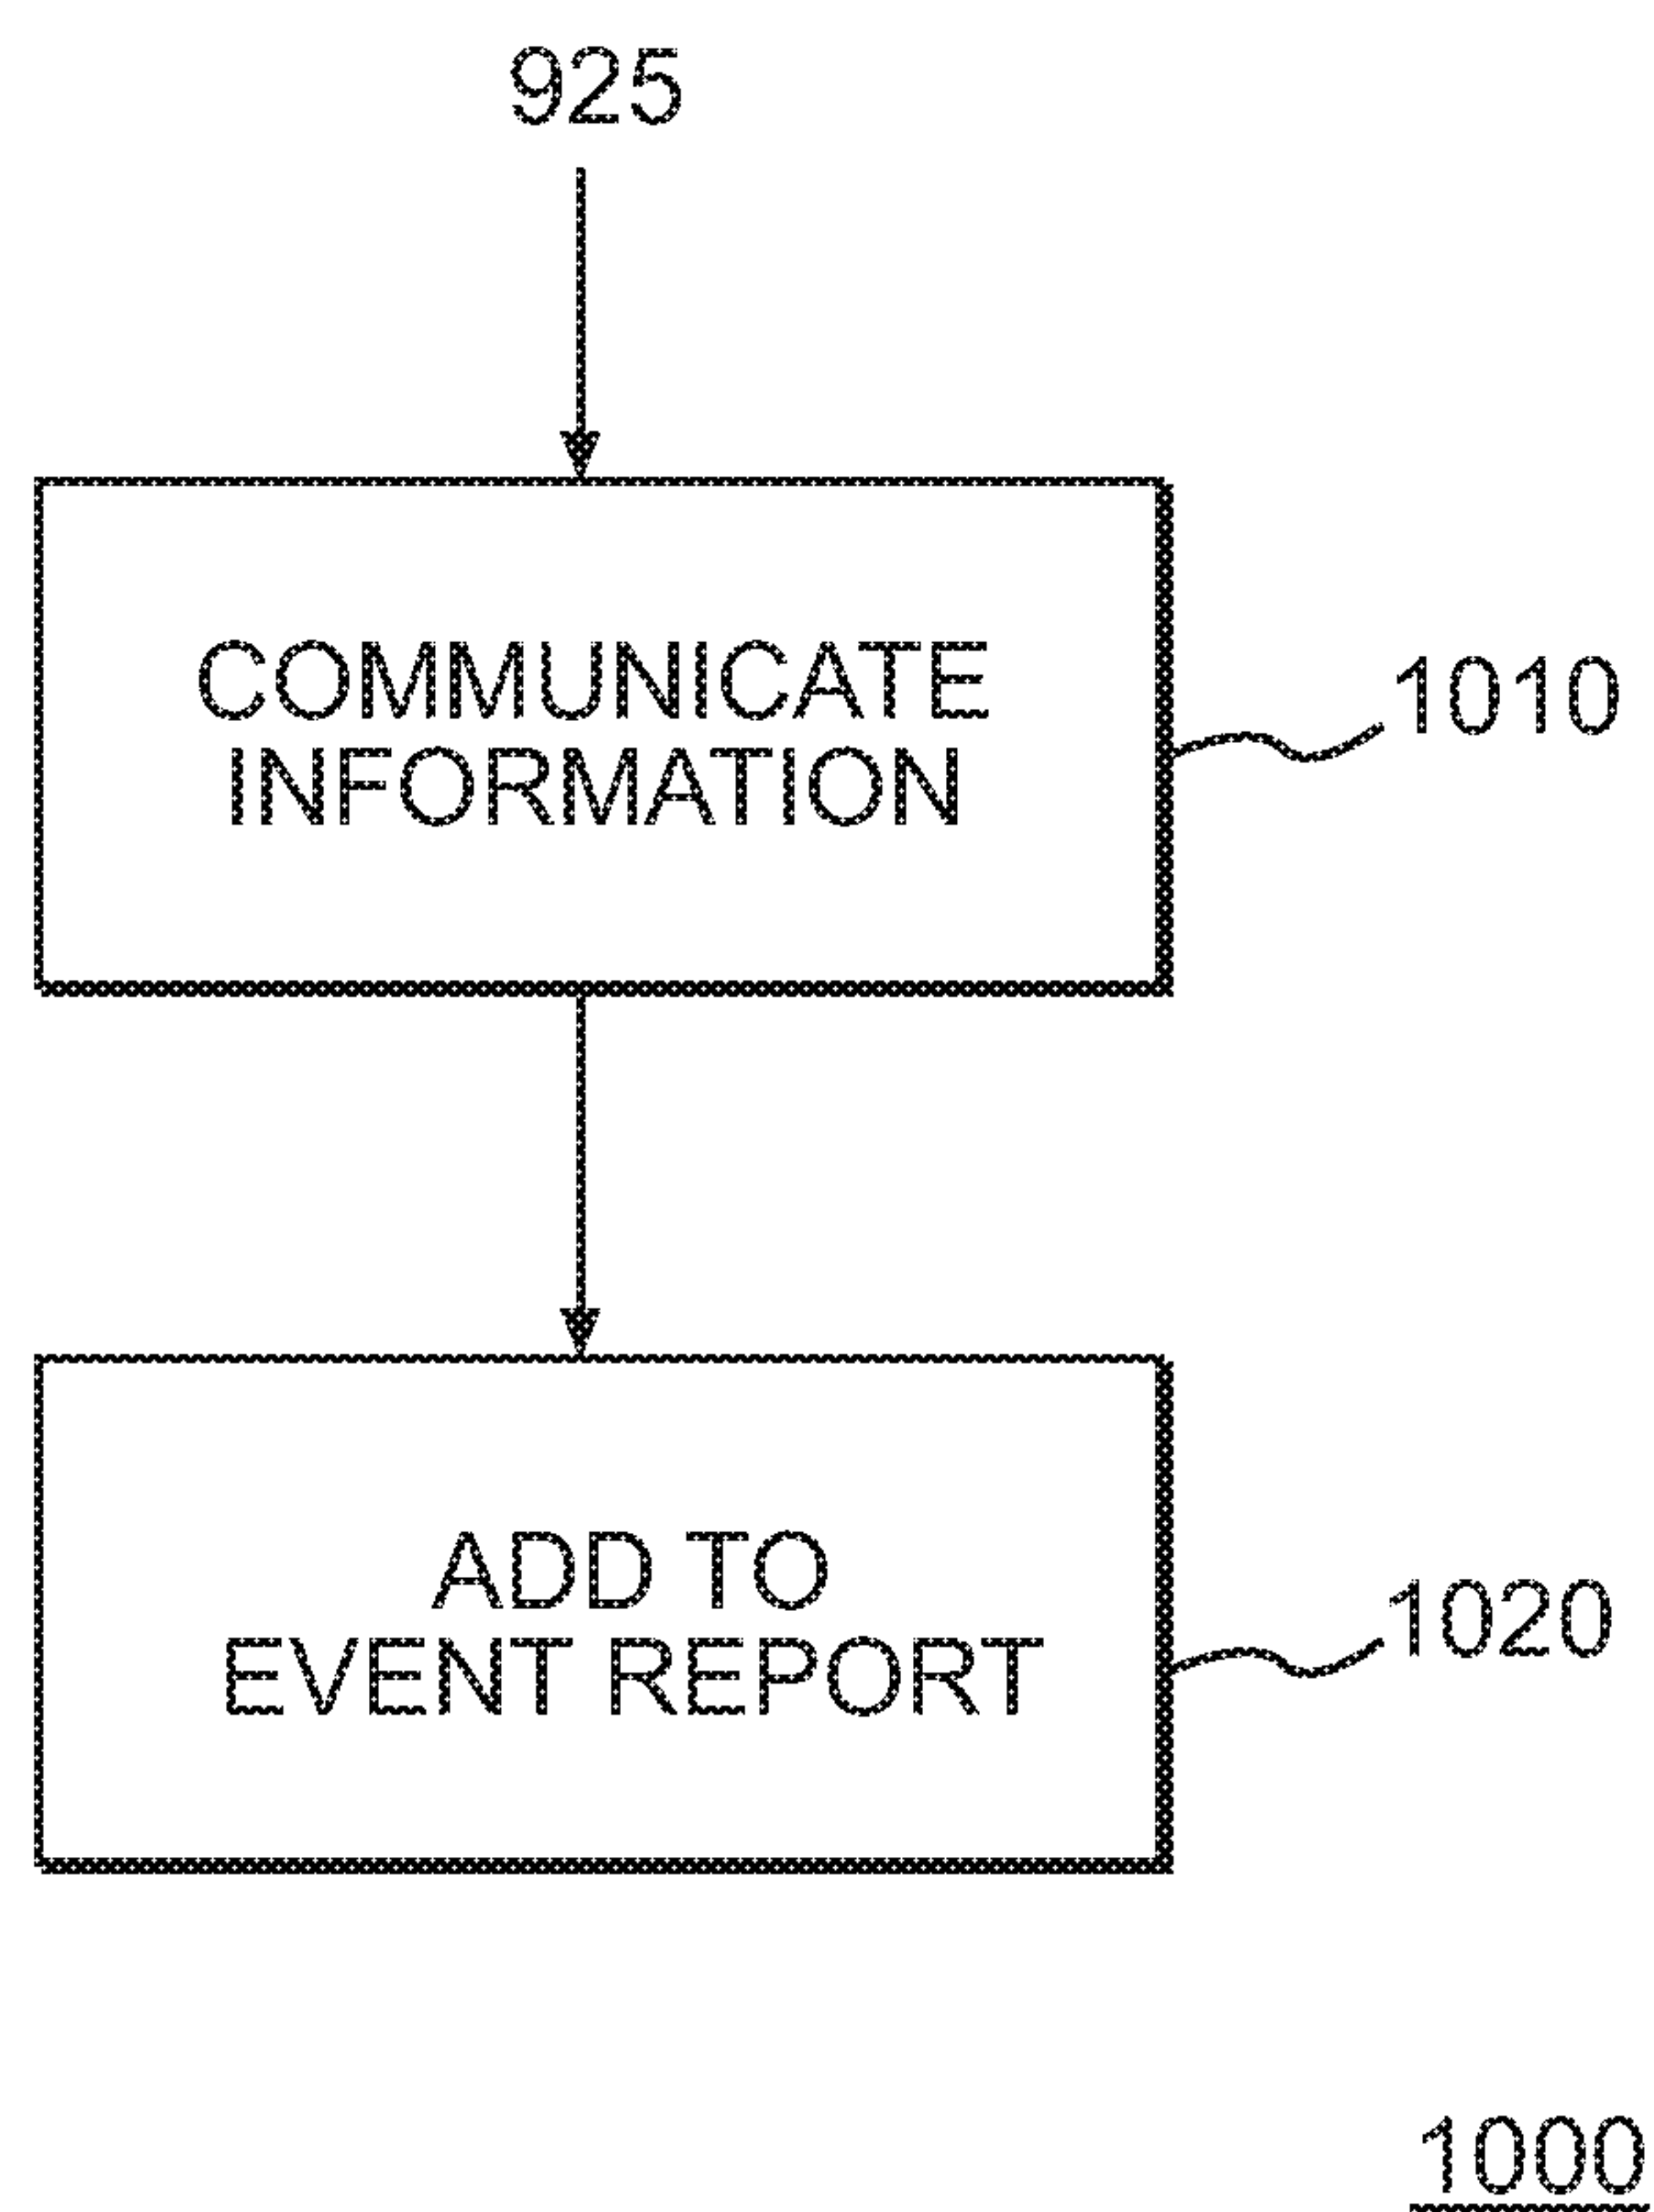 925
COMMUNICATE
INFORMATION
1010
ADD TO
EVENT REPORT
1020
1000